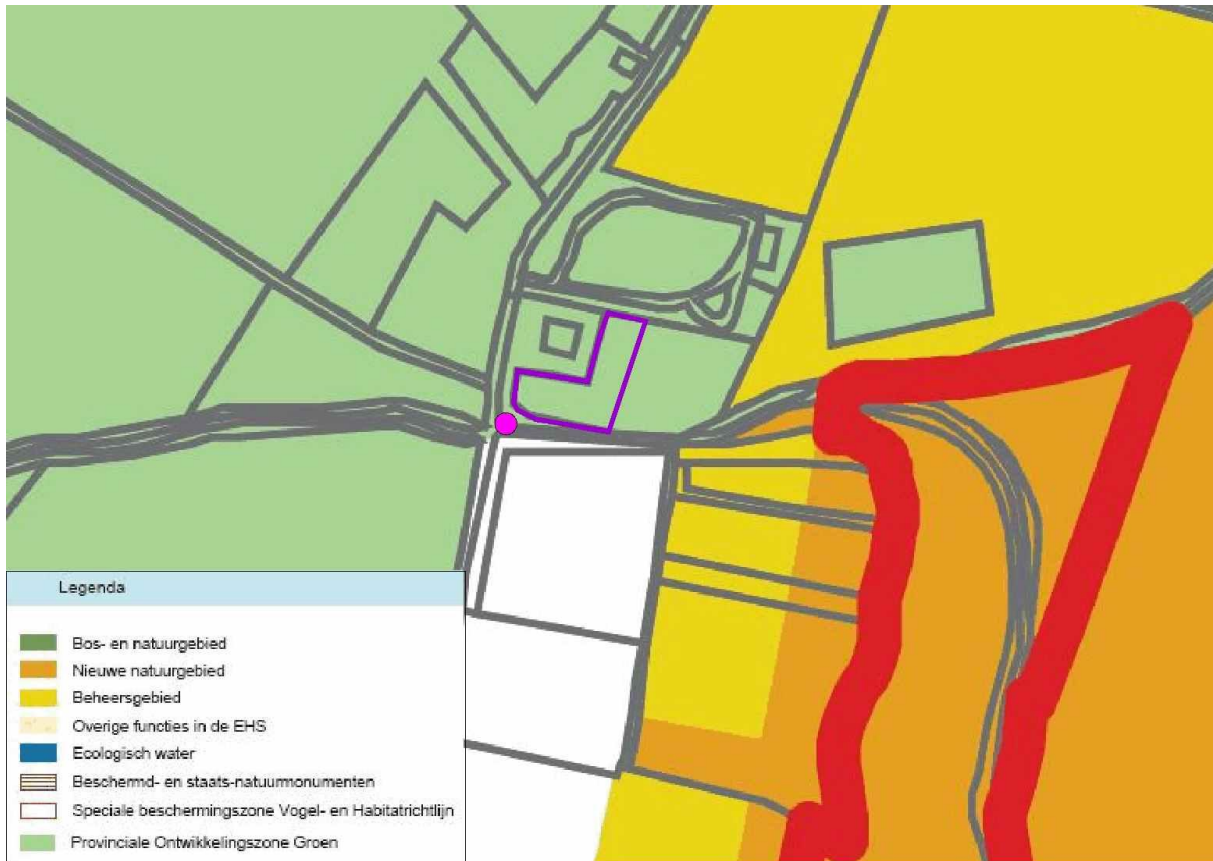 Legenda
Bos- en natuurgebied
Nieuwe natuurgebied
Beheersgebied
Overige functies in de EHS
Ecologisch water
Beschermd- en staats-natuurmonumenten
Speciale beschermingszone Vogel- en Habitatrichtlijn
Provinciale Ontwikkelingszone Groen